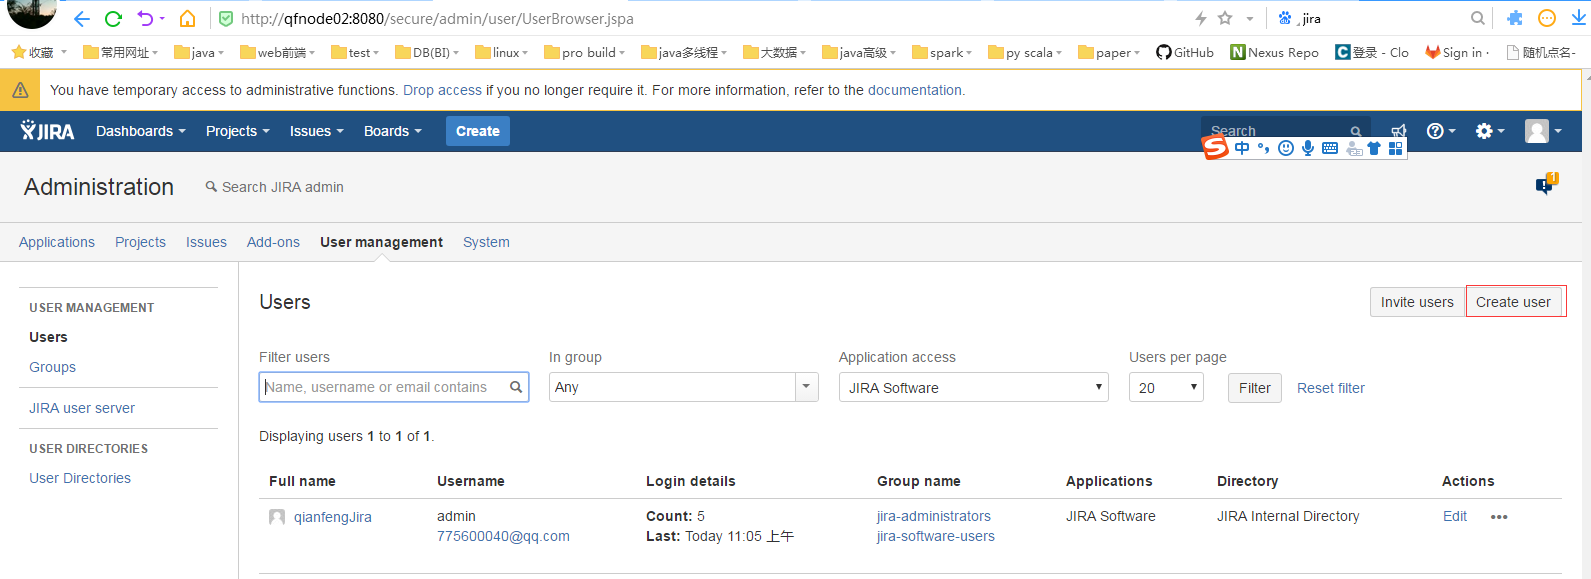 http://qfnode02:8080/secure/admin/user/UserBrowser.jspa jira
收藏 常用网址 java web前端 test DB(BI) linux pro build java多线程 大数据 java高级 spark py scala paper GitHub Nexus Repo 登录 - Clo Sign in · 随机点名-
You have temporary access to administrative functions. Drop access if you no longer require it. For more information, refer to the documentation.
JIRA Dashboards Projects Issues Boards Create Search
中
Administration Search JIRA admin 1
Applications Projects Issues Add-ons User management System
USER MANAGEMENT
Users
Groups
JIRA user server
USER DIRECTORIES
User Directories
Users Invite users Create user
Filter users In group Application access Users per page
Name, username or email contains Any JIRA Software 20 Filter Reset filter
Displaying users 1 to 1 of 1.
Full name Username Login details Group name Applications Directory Actions
qianfengJira admin Count: 5 jira-administrators JIRA Software JIRA Internal Directory Edit
775600040@qq.com Last: Today 11:05 上午 jira-software-users